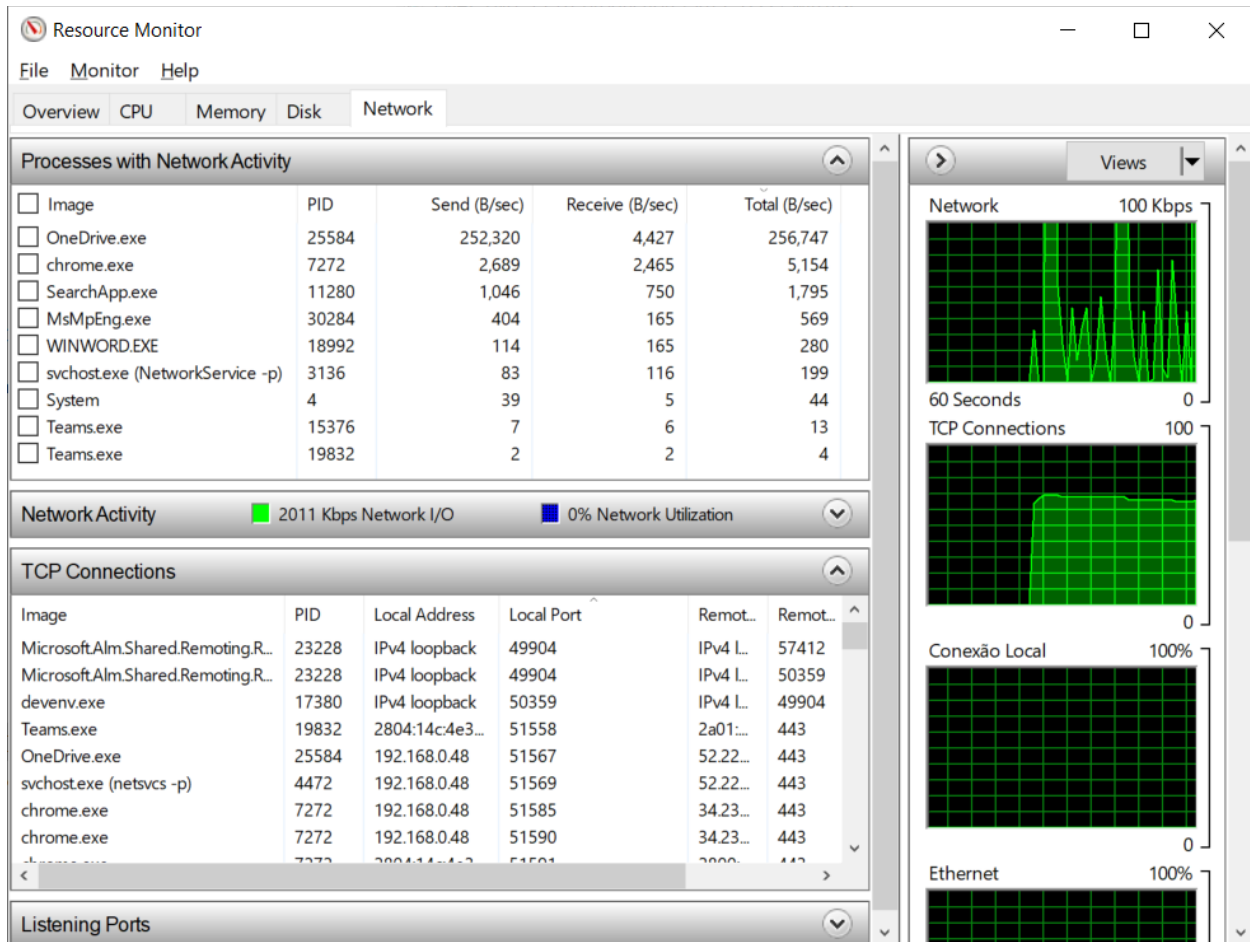 Resource Monitor
File Monitor Help
Overview CPU Memory Disk Network
Processes with Network Activity
Image PID Send (B/sec) Receive (B/sec) Total (B/sec)
OneDrive.exe 25584 252,320 4,427 256,747
chrome.exe 7272 2,689 2,465 5,154
SearchApp.exe 11280 1,046 750 1,795
MsMpEng.exe 30284 404 165 569
WINWORD.EXE 18992 114 165 280
svchost.exe (NetworkService -p) 3136 83 116 199
System 4 39 5 44
Teams.exe 15376 7 6 13
Teams.exe 19832 2 2 4
Network Activity 2011 Kbps Network I/O 0% Network Utilization
TCP Connections
Image PID Local Address Local Port Remot... Remot...
Microsoft.Alm.Shared.Remoting.R... 23228 IPv4 loopback 49904 IPv4 l... 57412
Microsoft.Alm.Shared.Remoting.R... 23228 IPv4 loopback 49904 IPv4 l... 50359
devenv.exe 17380 IPv4 loopback 50359 IPv4 l... 49904
Teams.exe 19832 2804:14c:4e3... 51558 2a01:... 443
OneDrive.exe 25584 192.168.0.48 51567 52.22... 443
svchost.exe (netsvcs -p) 4472 192.168.0.48 51569 52.22... 443
chrome.exe 7272 192.168.0.48 51585 34.23... 443
chrome.exe 7272 192.168.0.48 51590 34.23... 443
Listening Ports
Views
Network 100 Kbps
60 Seconds 0
TCP Connections 100
0
Conexão Local 100%
0
Ethernet 100%